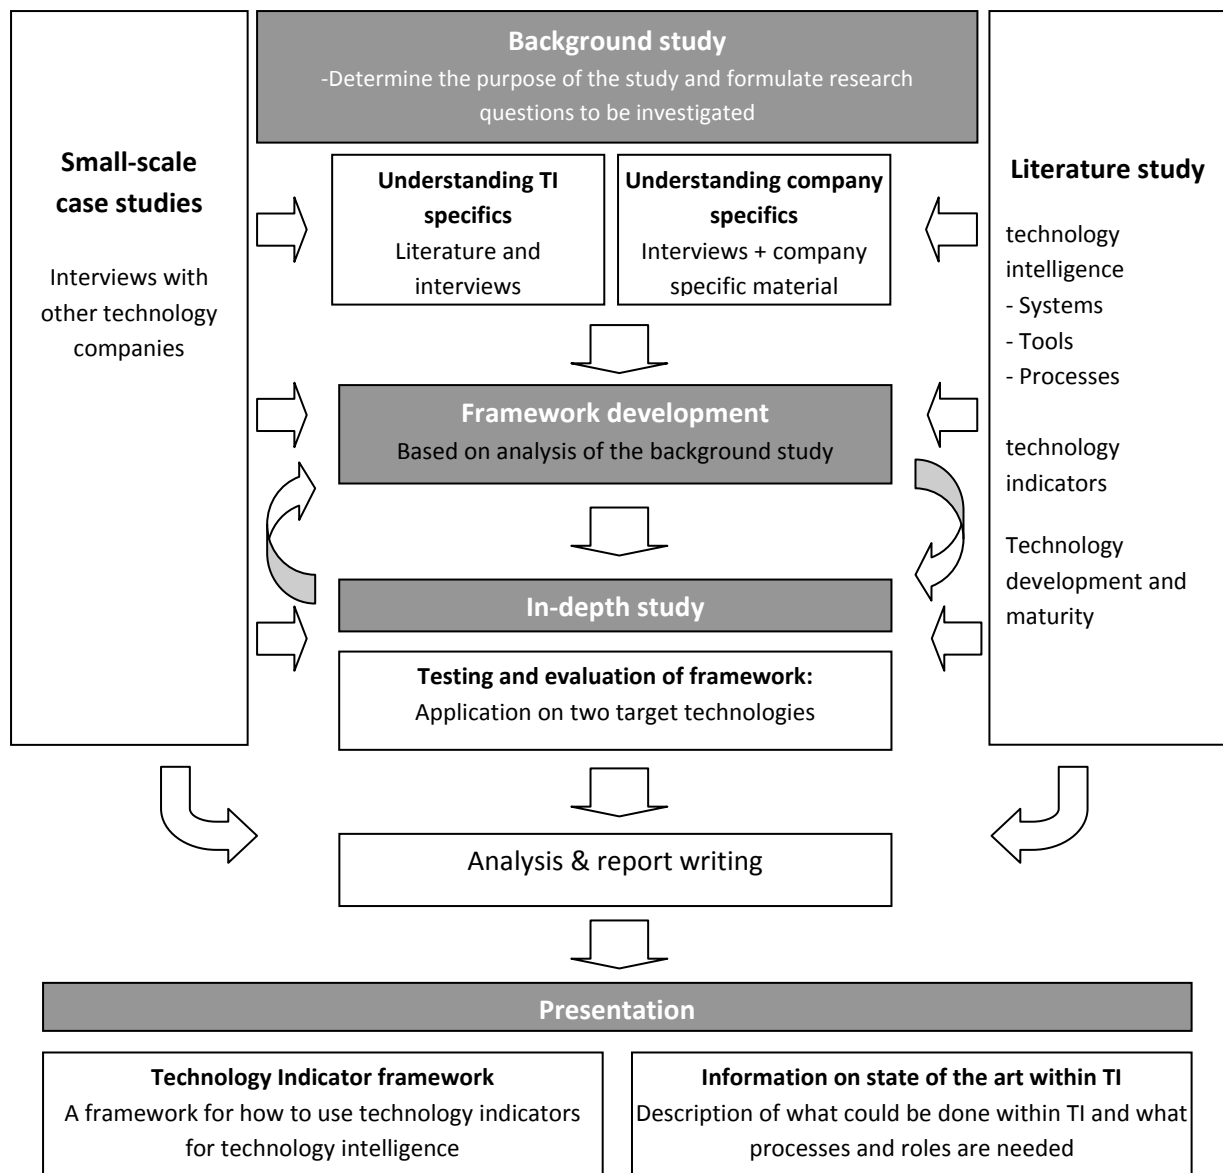 Background study
-Determine the purpose of the study and formulate research
questions to be investigated
Small-scale
case studies
Interviews with
other technology
companies
Understanding TI
specifics
Literature and
interviews
Understanding company
specifics
Interviews + company
specific material
Literature study
technology
intelligence
- Systems
- Tools
- Processes
technology
indicators
Technology
development and
maturity
Framework development
Based on analysis of the background study
In-depth study
Testing and evaluation of framework:
Application on two target technologies
Analysis & report writing
Presentation
Technology Indicator framework
A framework for how to use technology indicators
for technology intelligence
Information on state of the art within TI
Description of what could be done within TI and what
processes and roles are needed